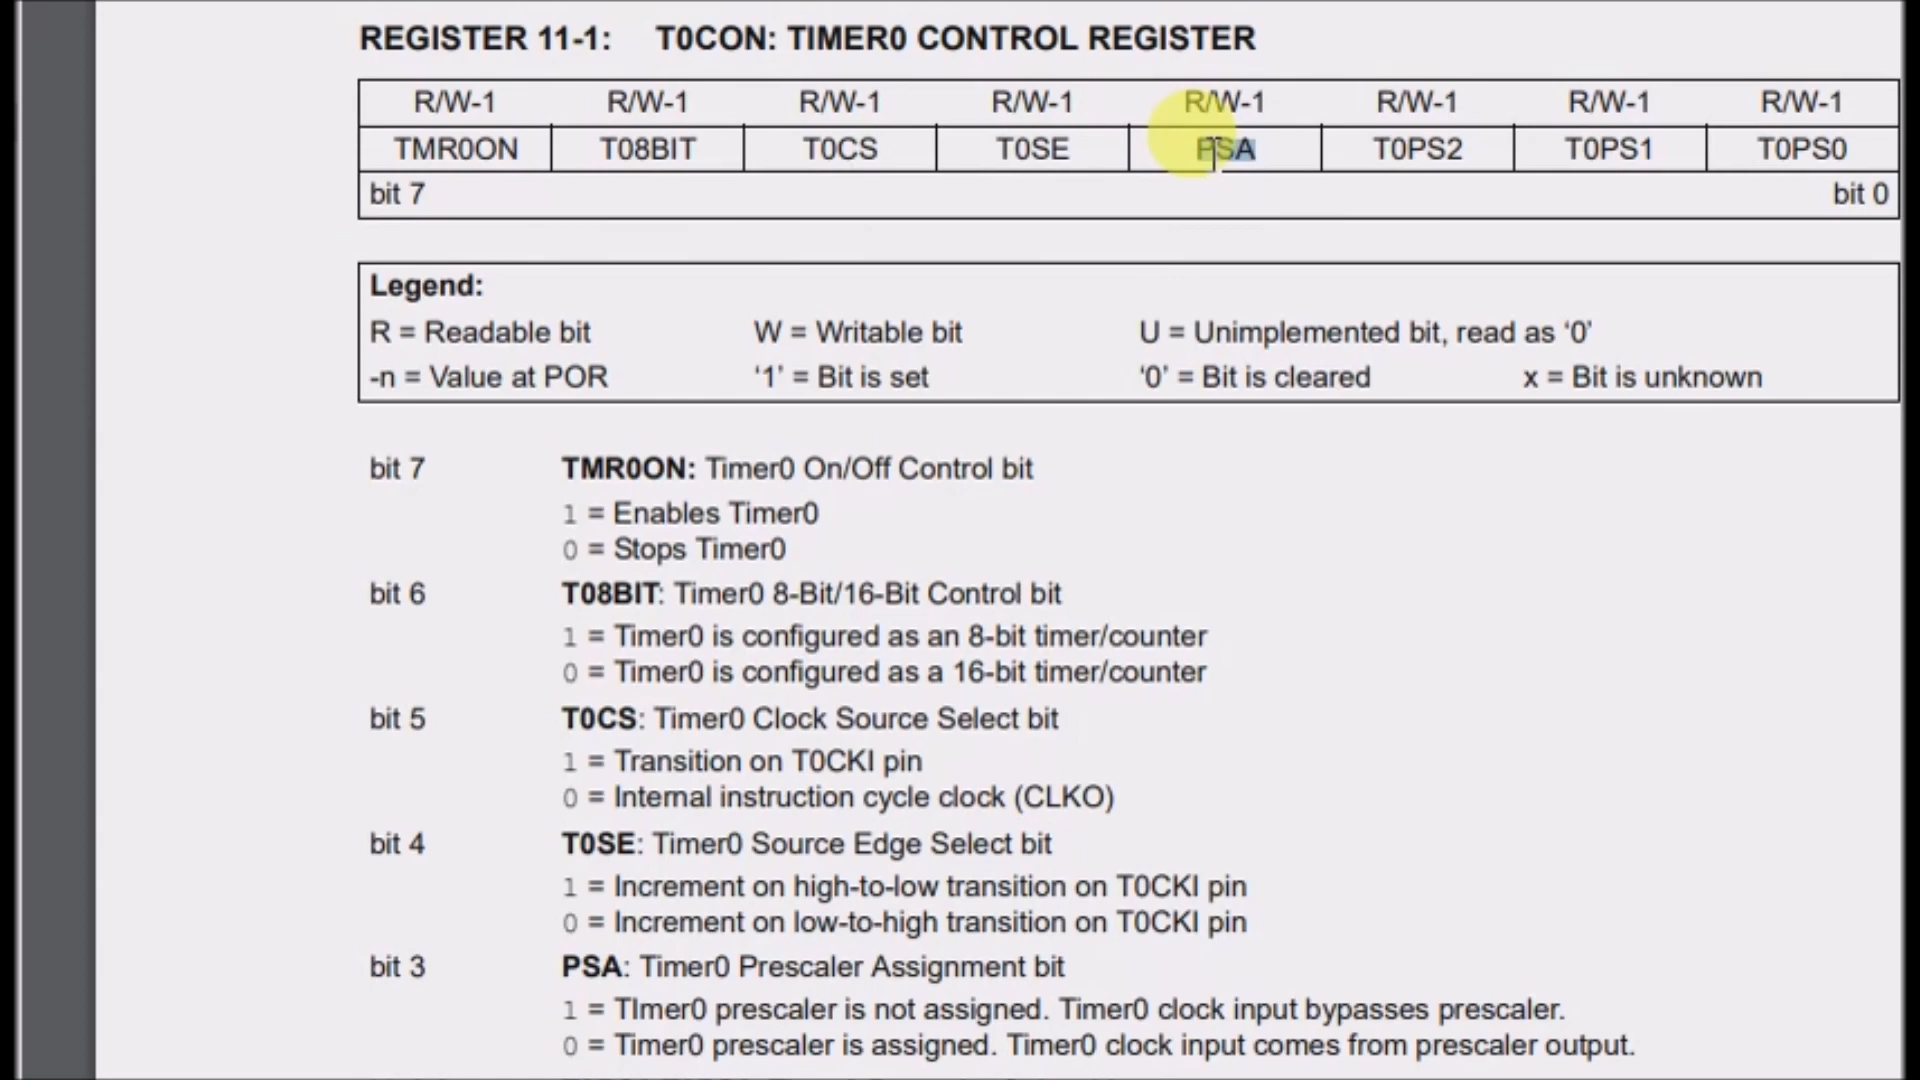 REGISTER 11-1: T0CON: TIMER0 CONTROL REGISTER
R/W-1 R/W-1 R/W-1 R/W-1 R/W-1 R/W-1 R/W-1 R/W-1
TMR0ON T08BIT T0CS T0SE PSA T0PS2 T0PS1 T0PS0
bit 7 bit 0
Legend:
R = Readable bit W = Writable bit U = Unimplemented bit, read as ‘0’
-n = Value at POR ‘1’ = Bit is set ‘0’ = Bit is cleared x = Bit is unknown
bit 7 TMR0ON: Timer0 On/Off Control bit
1 = Enables Timer0
0 = Stops Timer0
bit 6 T08BIT: Timer0 8-Bit/16-Bit Control bit
1 = Timer0 is configured as an 8-bit timer/counter
0 = Timer0 is configured as a 16-bit timer/counter
bit 5 T0CS: Timer0 Clock Source Select bit
1 = Transition on T0CKI pin
0 = Internal instruction cycle clock (CLKO)
bit 4 T0SE: Timer0 Source Edge Select bit
1 = Increment on high-to-low transition on T0CKI pin
0 = Increment on low-to-high transition on T0CKI pin
bit 3 PSA: Timer0 Prescaler Assignment bit
1 = TImer0 prescaler is not assigned. Timer0 clock input bypasses prescaler.
0 = Timer0 prescaler is assigned. Timer0 clock input comes from prescaler output.